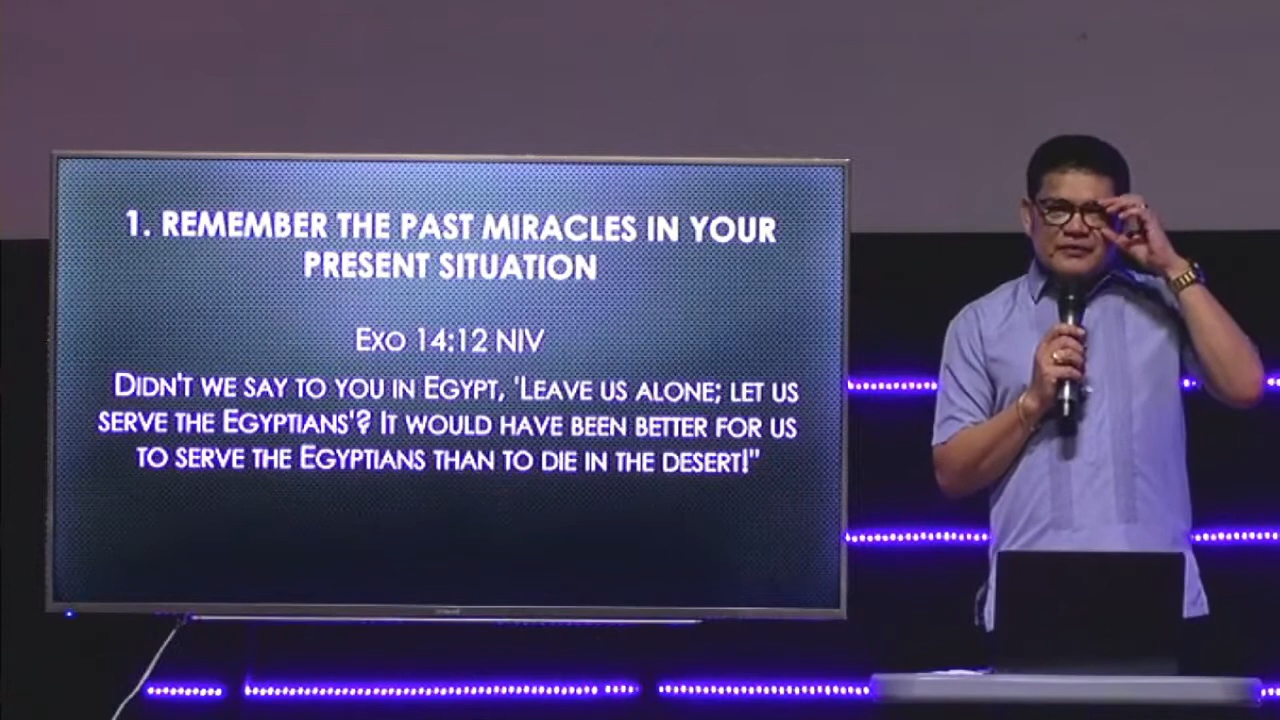 1. REMEMBER THE PAST MIRACLES IN YOUR
PRESENT SITUATION
EXO 14:12 NIV
DIDN'T WE SAY TO YOU IN EGYPT, 'LEAVE US ALONE; LET US
SERVE THE EGYPTIANS'? IT WOULD HAVE BEEN BETTER FOR US
TO SERVE THE EGYPTIANS THAN TO DIE IN THE DESERT!"